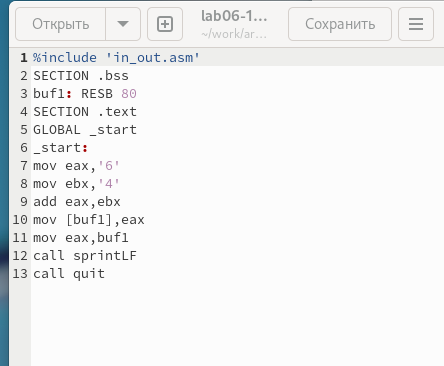 Открыть
lab06-1...
~/work/ar...
Сохранить
1 %include 'in_out.asm'
2 SECTION .bss
3 buf1: RESB 80
4 SECTION .text
5 GLOBAL _start
6 _start:
7 mov eax,'6'
8 mov ebx,'4'
9 add eax,ebx
10 mov [buf1],eax
11 mov eax,buf1
12 call sprintLF
13 call quit